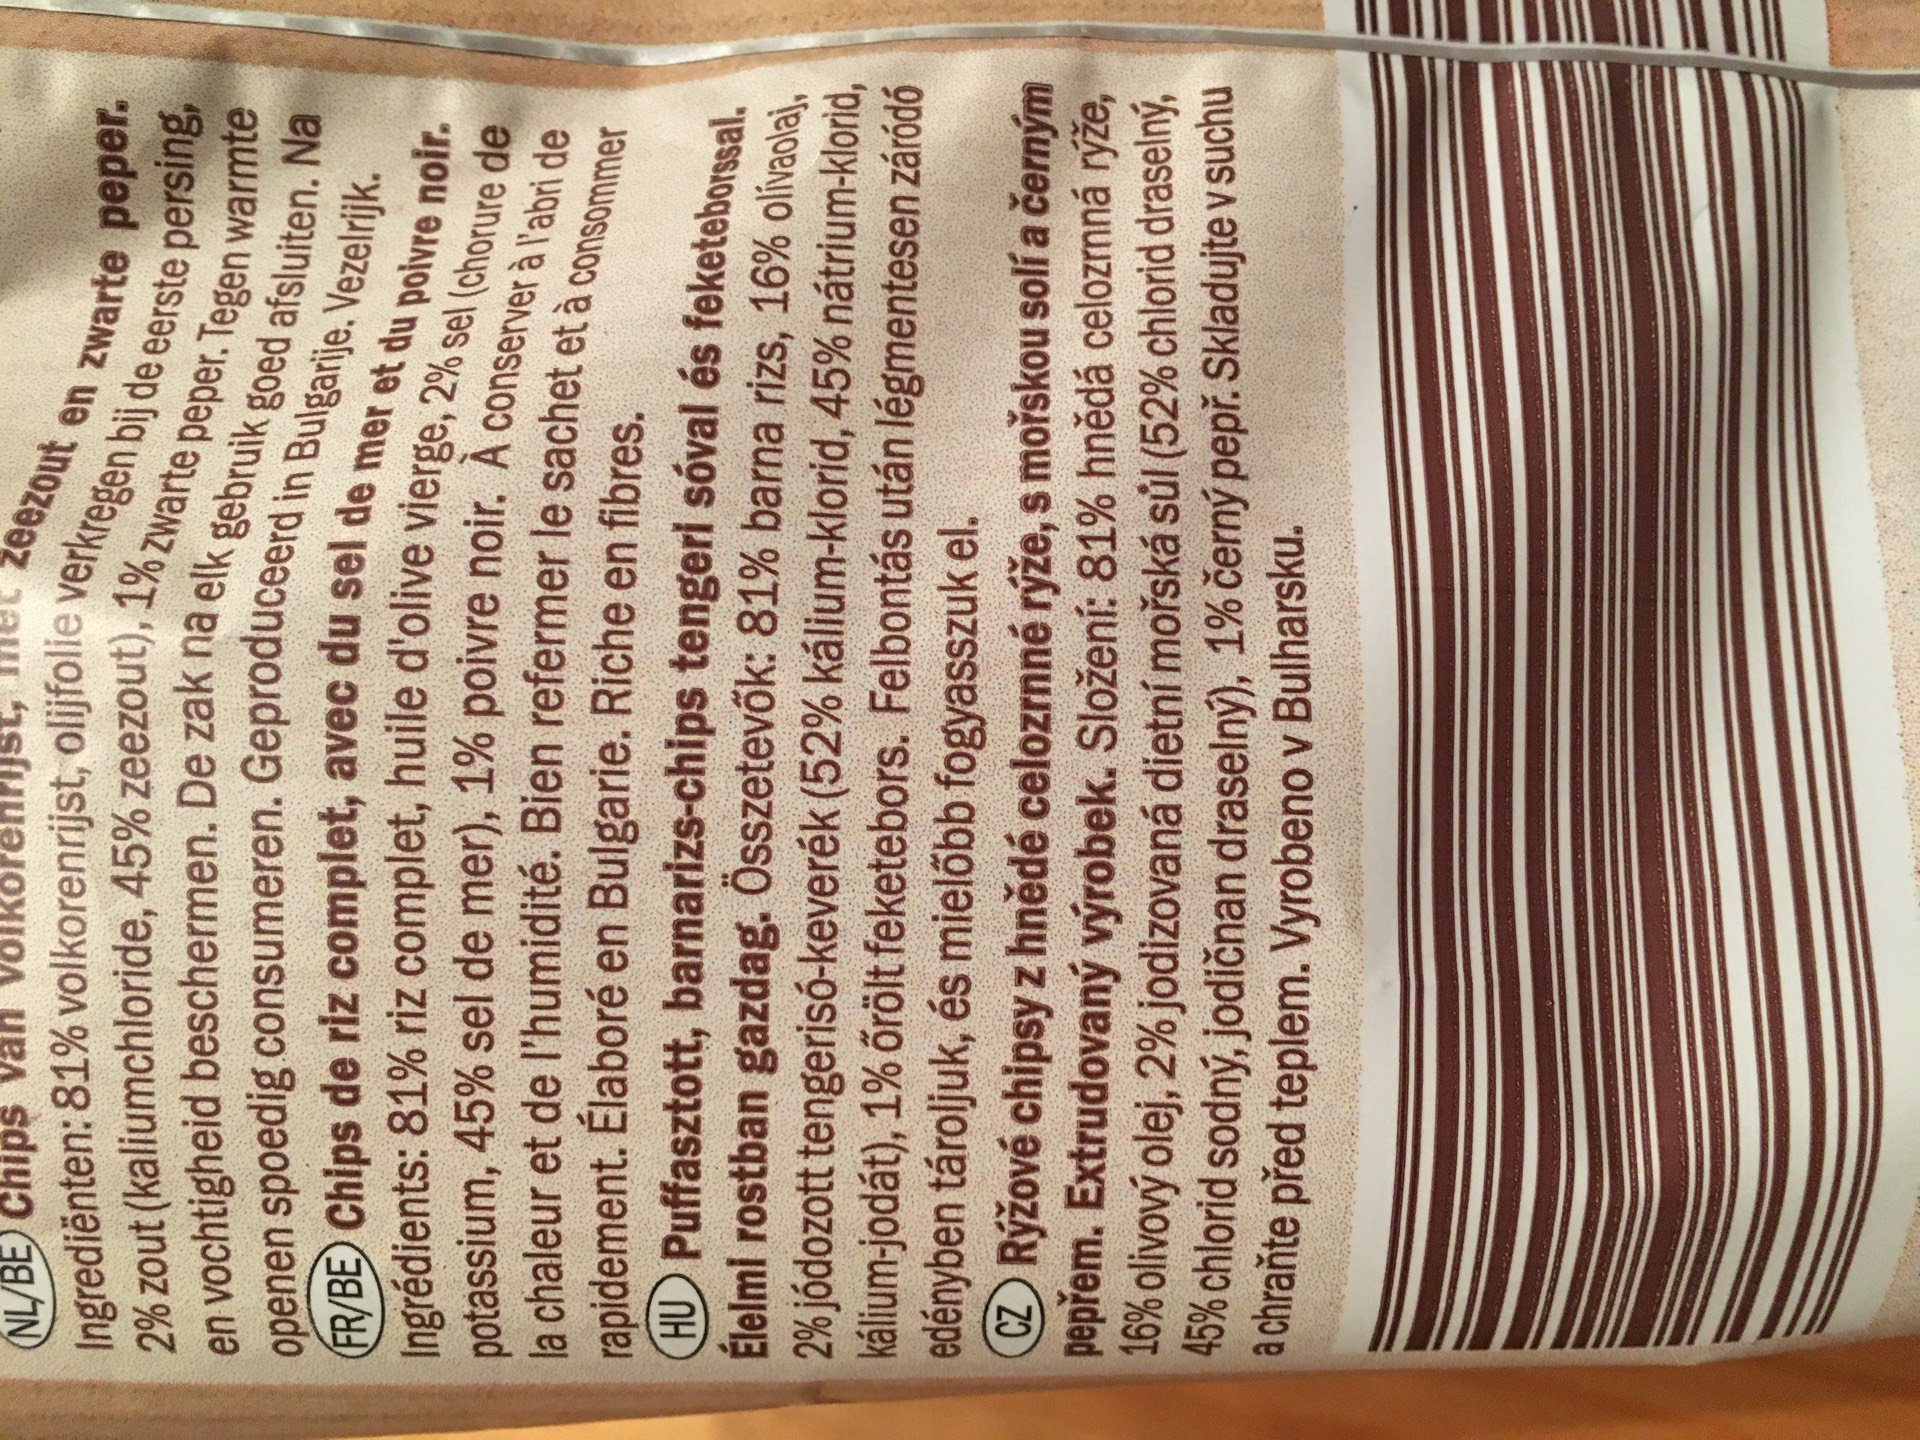 NL/BE Chips van volkorenrijst, met zeezout en zwarte peper.
Ingrediënten: 81% volkorenrijst, olijfolie verkregen bij de eerste persing,
2% zout (kaliumchloride, 45% zeezout), 1% zwarte peper. Tegen warmte
en vochtigheid beschermen. De zak na elk gebruik goed afsluiten. Na
openen spoedig consumeren. Geproduceerd in Bulgarije. Vezelrijk.
FR/BE Chips de riz complet, avec du sel de mer et du poivre noir.
Ingrédients: 81% riz complet, huile d'olive vierge, 2% sel (chorure de
potassium, 45% sel de mer), 1% poivre noir. À conserver à l'abri de
la chaleur et de l'humidité. Bien refermer le sachet et à consommer
rapidement. Élaboré en Bulgarie. Riche en fibres.
HU Puffasztott, barnarizs-chips tengeri sóval és feketeborssal.
Élelmi rostban gazdag. Összetevők: 81% barna rizs, 16% olívaolaj,
2% jódozott tengerisó-keverék (52% kálium-klorid, 45% nátrium-klorid,
kálium-jodát), 1% őrölt feketebors. Felbontás után légmentesen záródó
edényben tároljuk, és mielőbb fogyasszuk el.
CZ Rýžové chipsy z hnědé celozrnné rýže, s mořskou solí a černým
pepřem. Extrudovaný výrobek. Složení: 81% hnědá celozrnná rýže,
16% olivový olej, 2% jodizovaná dietní mořská sůl (52% chlorid draselný,
45% chlorid sodný, jodičnan draselný), 1% černý pepř. Skladujte v suchu
a chraňte před teplem. Vyrobeno v Bulharsku.